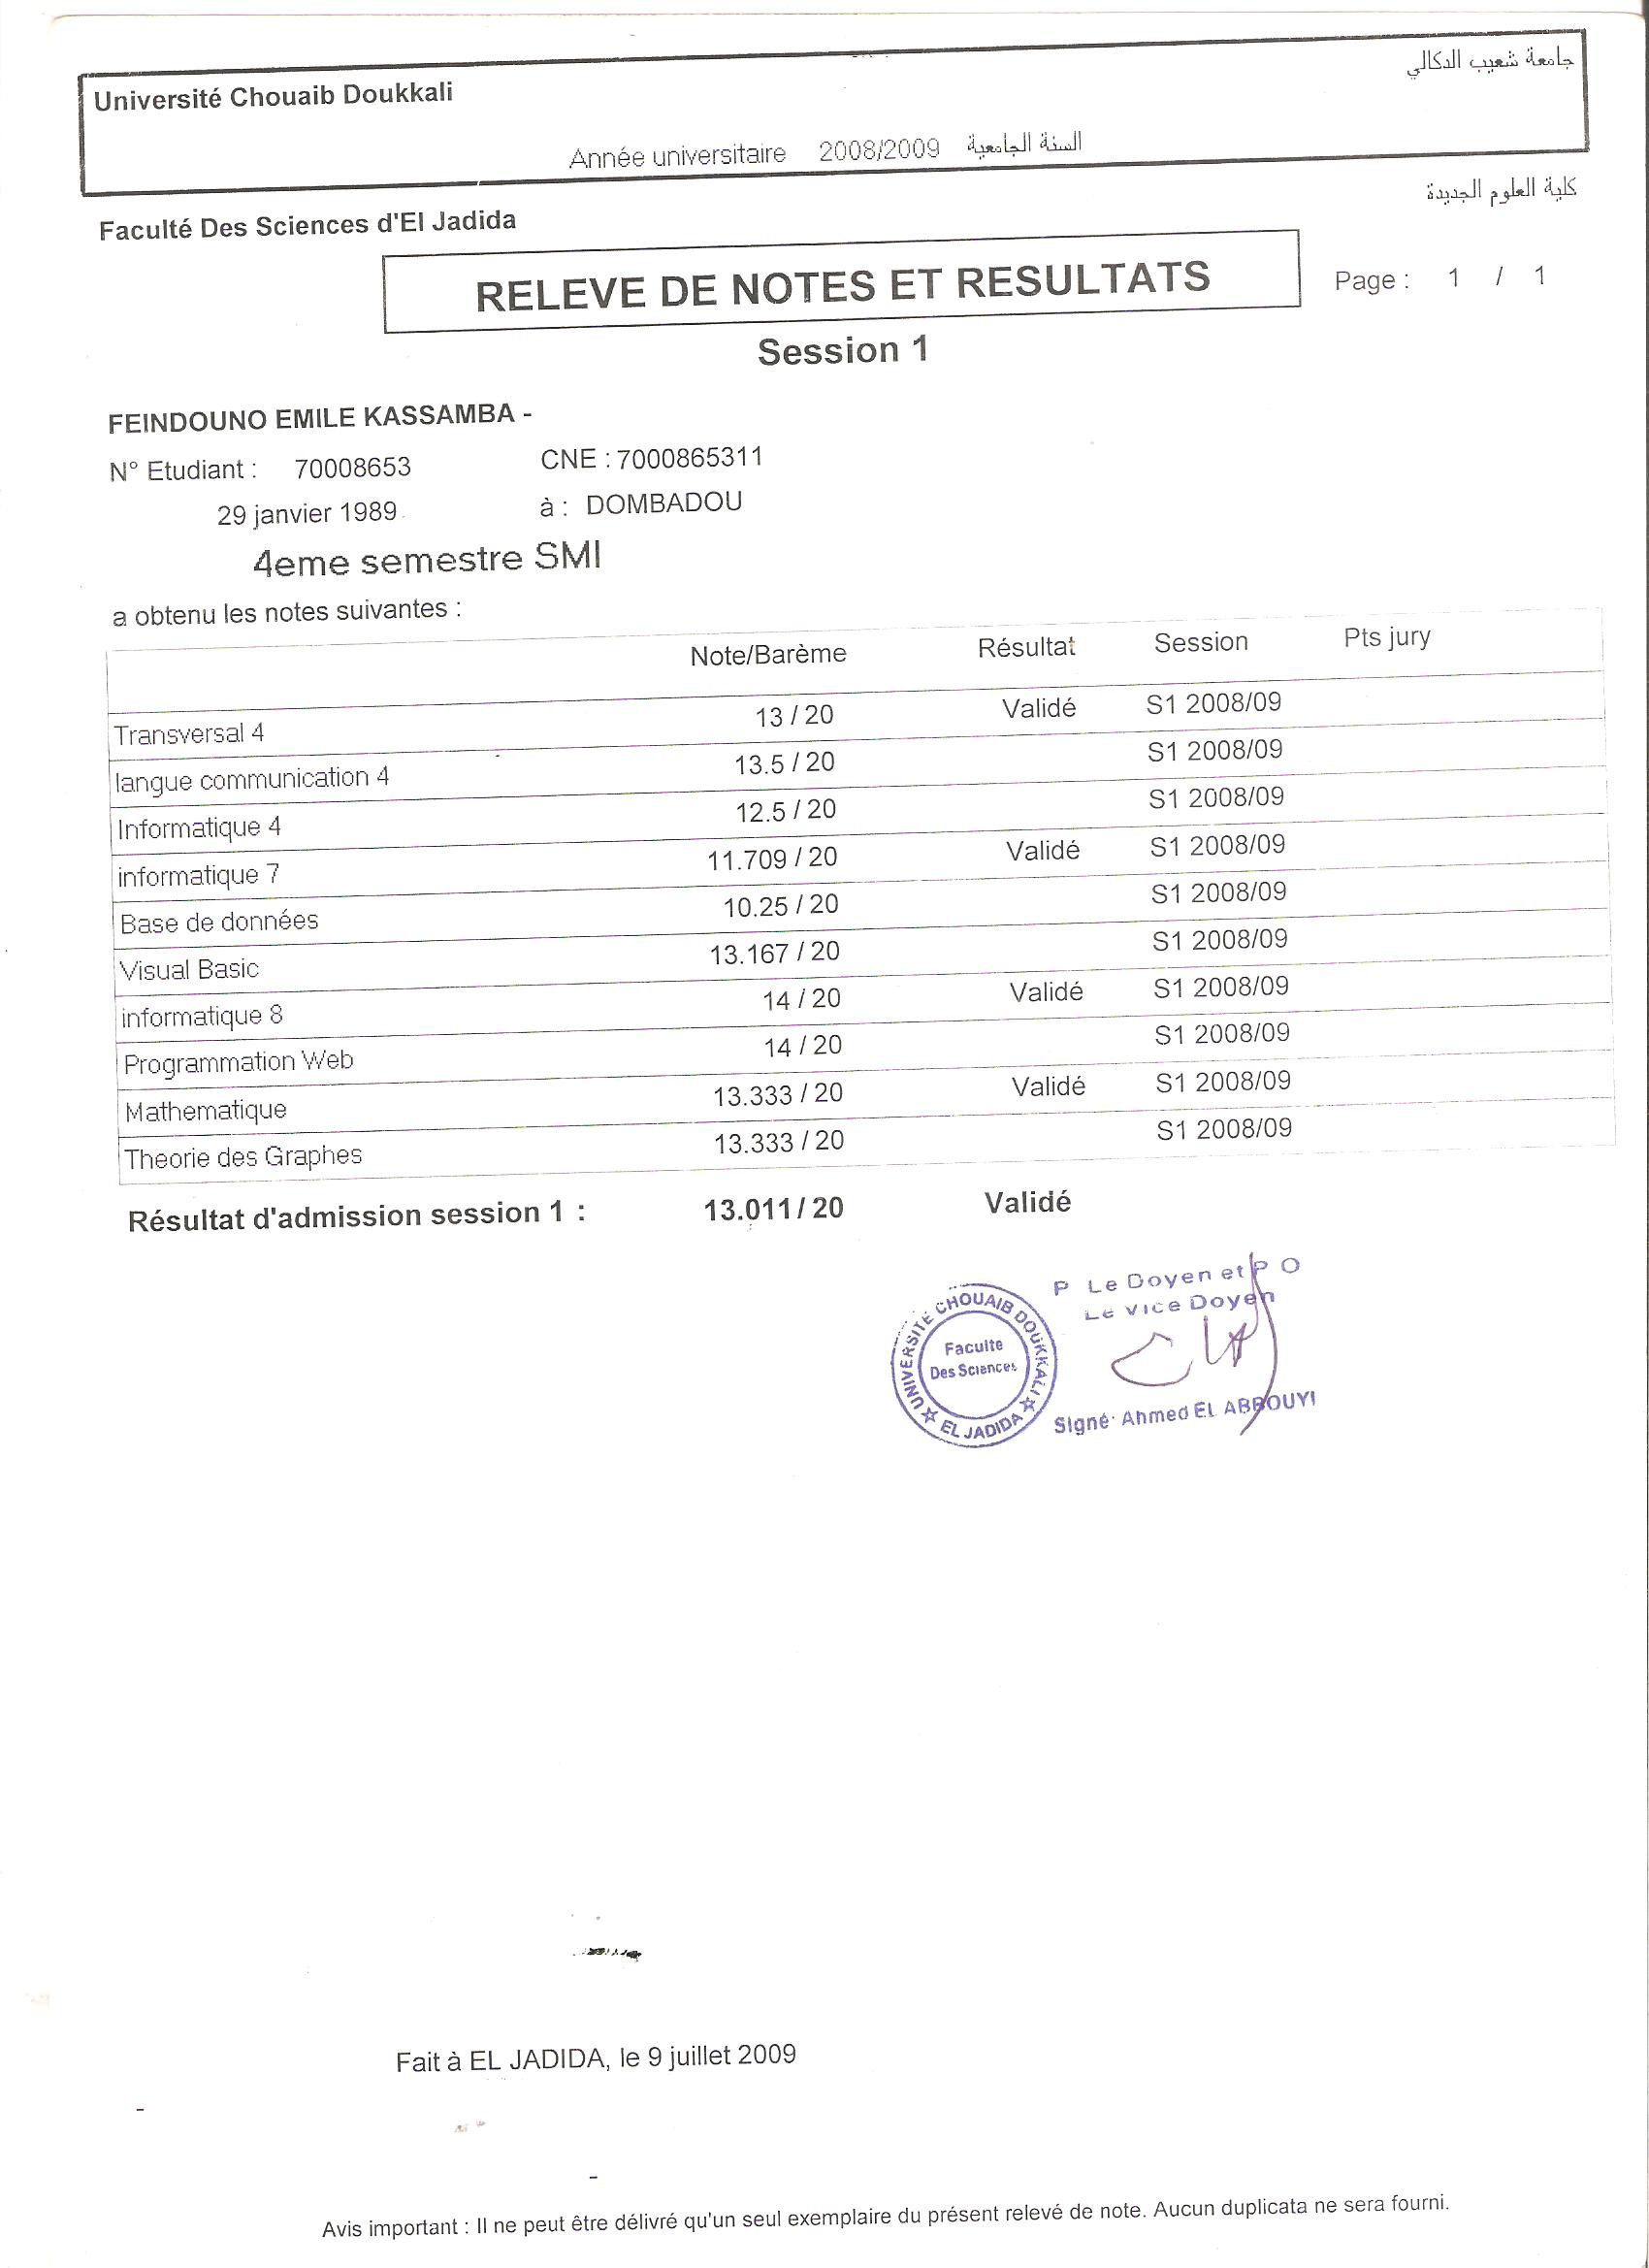 Université Chouaib Doukkali
جامعة شعيب الدكالي
Année universitaire 2008/2009 السنة الجامعية
Faculté Des Sciences d'El Jadida
كلية العلوم الجديدة
RELEVE DE NOTES ET RESULTATS
Page : 1 / 1
Session 1
FEINDOUNO EMILE KASSAMBA -
N° Etudiant : 70008653 CNE : 7000865311
29 janvier 1989 à : DOMBADOU
4eme semestre SMI
a obtenu les notes suivantes :
Note/Barème Résultat Session Pts jury
Transversal 4 13 / 20 Validé S1 2008/09
langue communication 4 13.5 / 20 S1 2008/09
Informatique 4 12.5 / 20 S1 2008/09
informatique 7 11.709 / 20 Validé S1 2008/09
Base de données 10.25 / 20 S1 2008/09
Visual Basic 13.167 / 20 S1 2008/09
informatique 8 14 / 20 Validé S1 2008/09
Programmation Web 14 / 20 S1 2008/09
Mathematique 13.333 / 20 Validé S1 2008/09
Theorie des Graphes 13.333 / 20 S1 2008/09
Résultat d'admission session 1 : 13.011 / 20 Validé
P Le Doyen et P O
Le Vice Doyen
UNIVERSITÉ CHOUAIB DOUKKALI
Faculte
Des Sciences
EL JADIDA
Signé: Ahmed EL ABBOUYI
Fait à EL JADIDA, le 9 juillet 2009
Avis important : Il ne peut être délivré qu'un seul exemplaire du présent relevé de note. Aucun duplicata ne sera fourni.